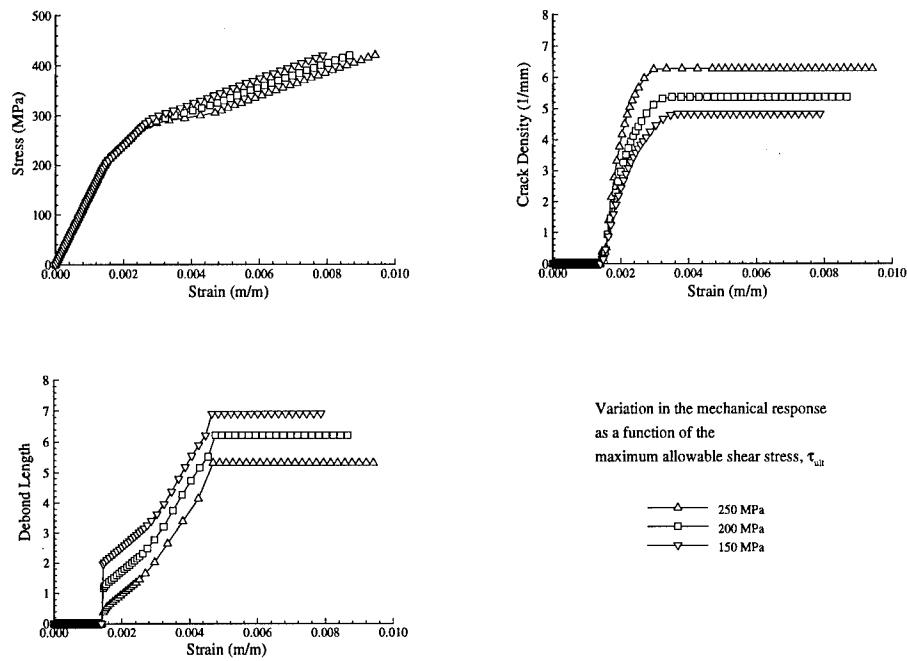 500
400
300
200
100
0
Stress (MPa)
0.000 0.002 0.004 0.006 0.008 0.010
Strain (m/m)
8
7
6
5
4
3
2
1
0
Crack Density (1/mm)
0.000 0.002 0.004 0.006 0.008 0.010
Strain (m/m)
8
7
6
5
4
3
2
1
0
Debond Length
0.000 0.002 0.004 0.006 0.008 0.010
Strain (m/m)
Variation in the mechanical response
as a function of the
maximum allowable shear stress, τult
250 MPa
200 MPa
150 MPa